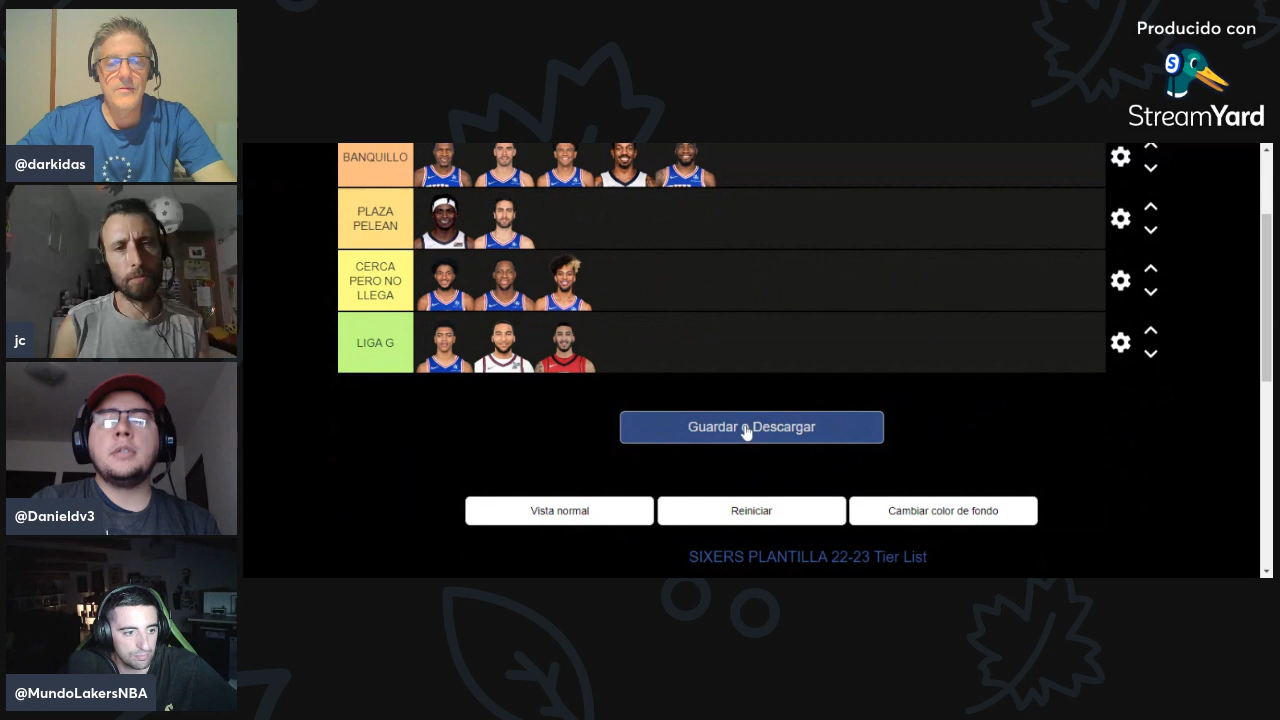 Producido con
StreamYard
@darkidas
jc
@Danieldv3
@MundoLakersNBA
BANQUILLO
PLAZA
PELEAN
CERCA
PERO NO
LLEGA
LIGA G
Guardar o Descargar
Vista normal
Reiniciar
Cambiar color de fondo
SIXERS PLANTILLA 22-23 Tier List